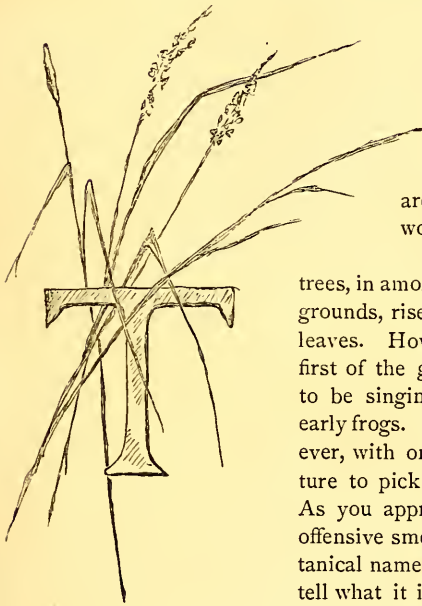 T
are
wo
trees, in amo
grounds, rise
leaves. Hov
first of the g
to be singin
early frogs.
ever, with or
ture to pick
As you appr
offensive sme
tanical name
tell what it i